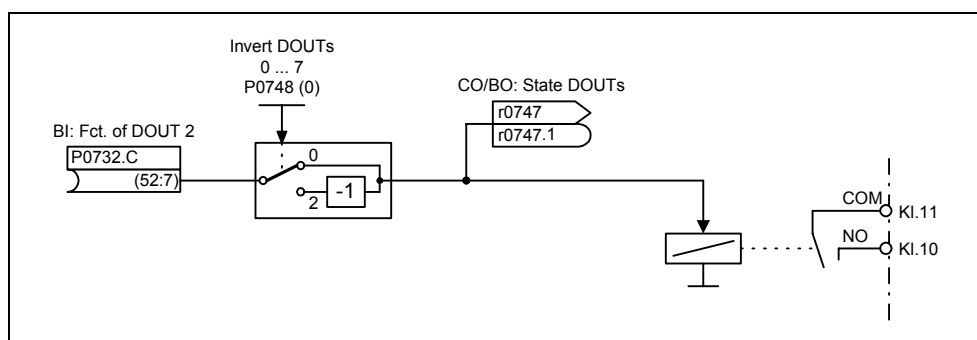 Invert DOUTs
0 ... 7
P0748 (0)
CO/BO: State DOUTs
r0747
r0747.1
BI: Fct. of DOUT 2
P0732.C
(52:7)
0
2
-1
COM
Kl.11
NO
Kl.10